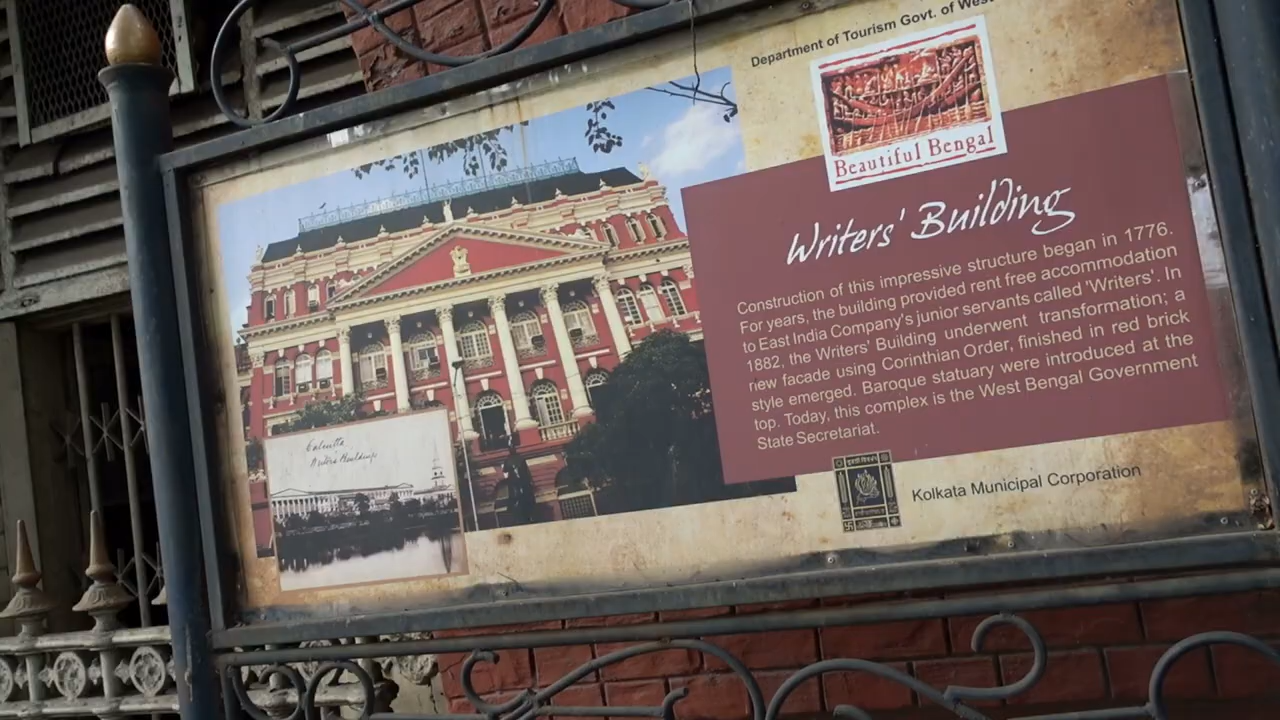 Department of Tourism Govt. of West
Beautiful Bengal
Writers' Building
Construction of this impressive structure began in 1776.
For years, the building provided rent free accommodation
to East India Company's junior servants called 'Writers'. In
1882, the Writers' Building underwent transformation; a
new facade using Corinthian Order, finished in red brick
style emerged. Baroque statuary were introduced at the
top. Today, this complex is the West Bengal Government
State Secretariat.
Calcutta
Writers Buildings
Kolkata Municipal Corporation